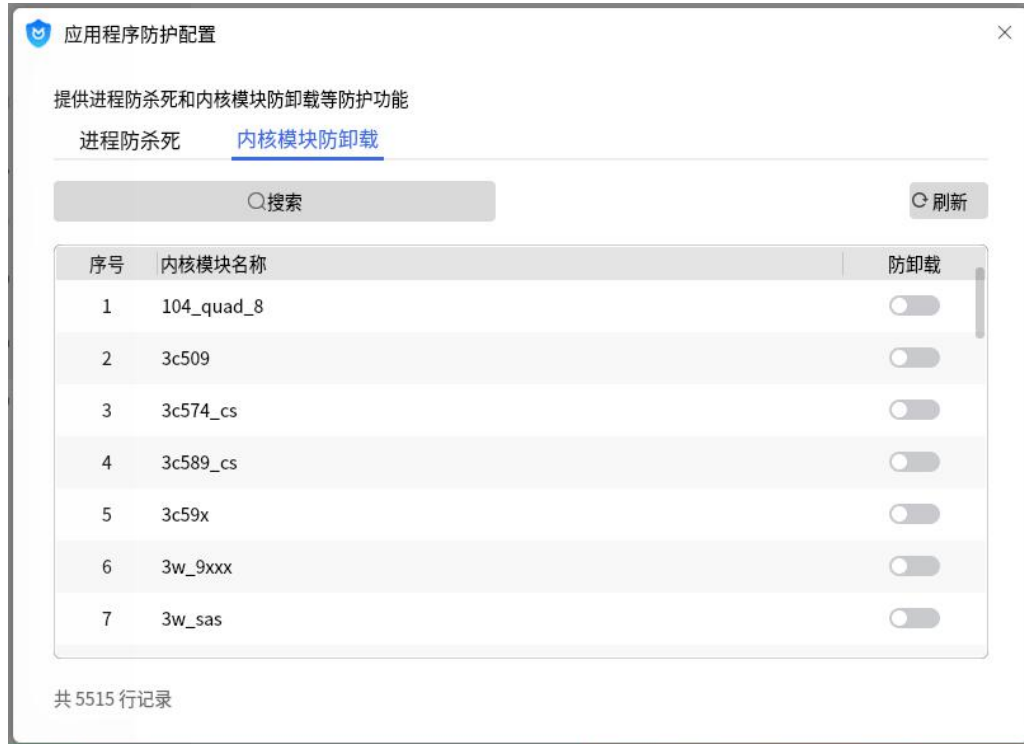 应用程序防护配置
提供进程防杀死和内核模块防卸载等防护功能
进程防杀死 内核模块防卸载
搜索 刷新
序号 内核模块名称 防卸载
1 104_quad_8
2 3c509
3 3c574_cs
4 3c589_cs
5 3c59x
6 3w_9xxx
7 3w_sas
共 5515 行记录